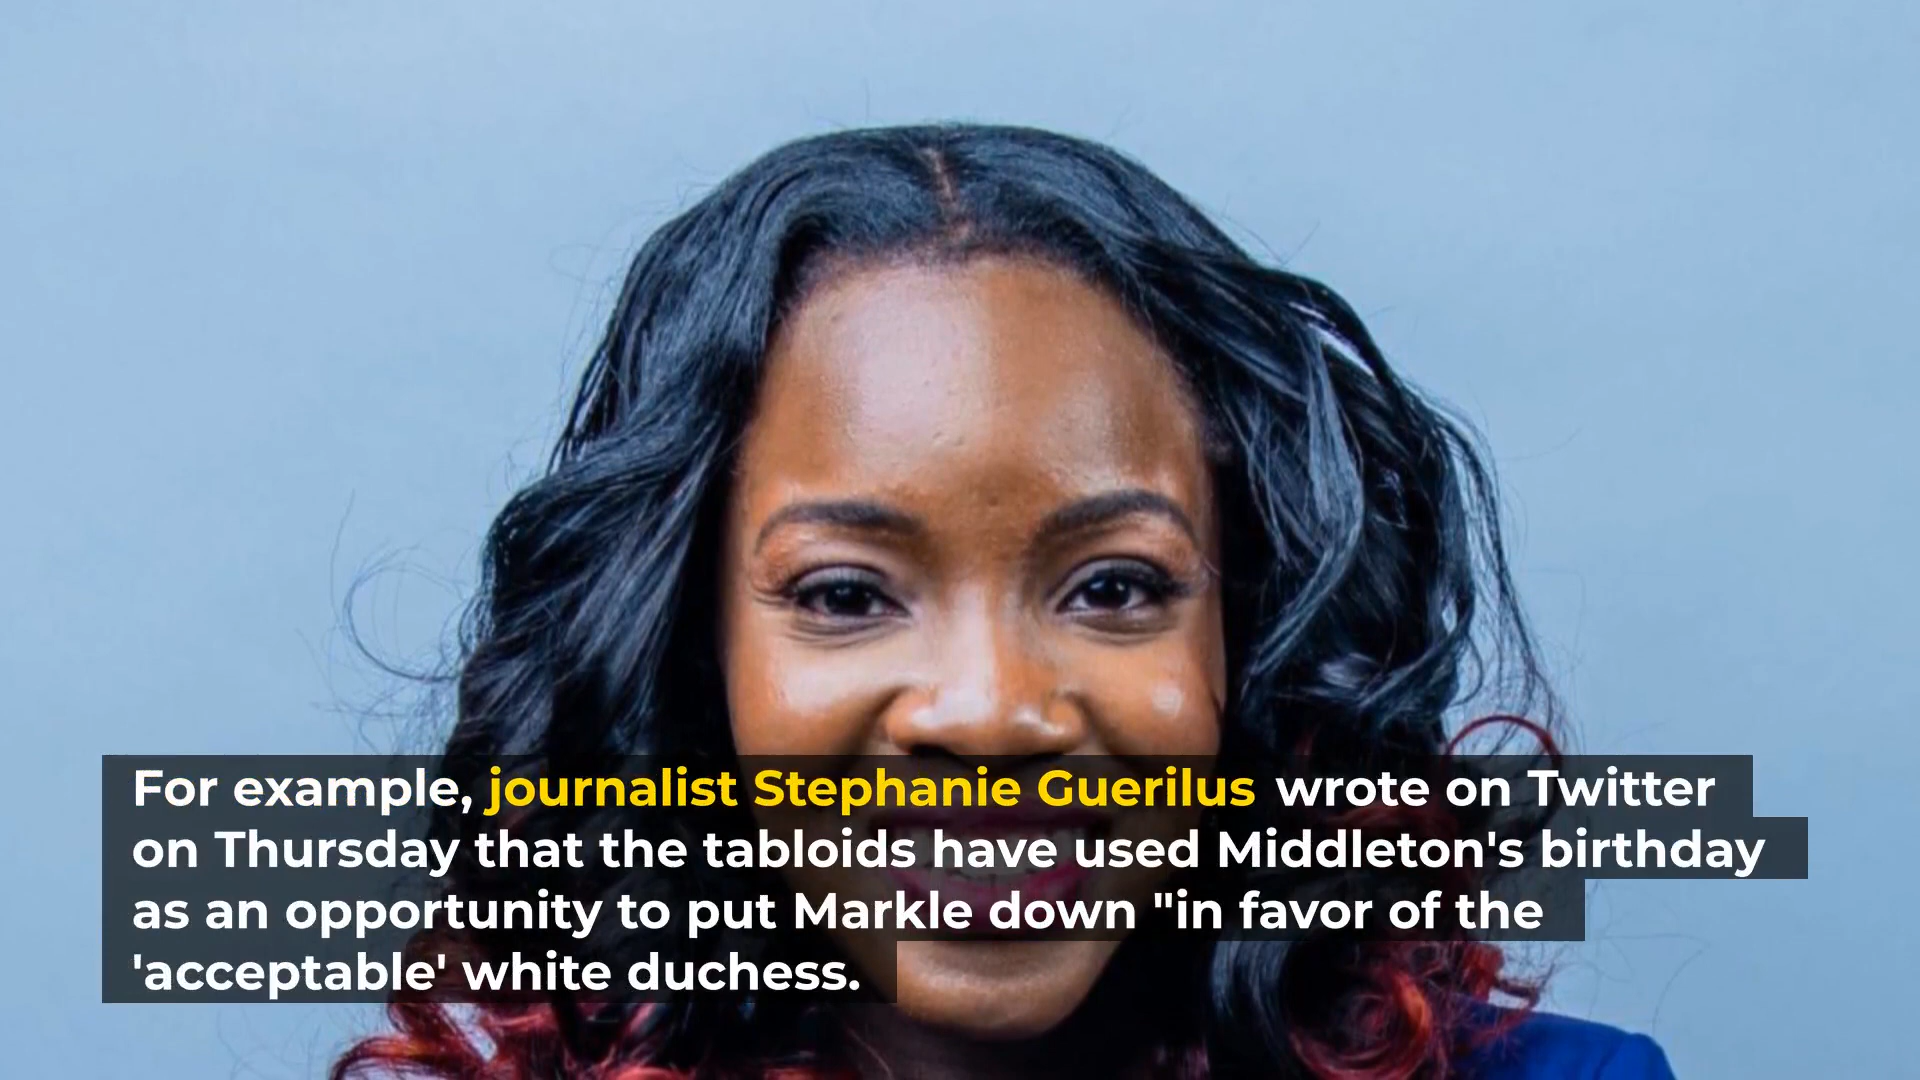 For example, journalist Stephanie Guerilus wrote on Twitter
on Thursday that the tabloids have used Middleton's birthday
as an opportunity to put Markle down "in favor of the
'acceptable' white duchess.